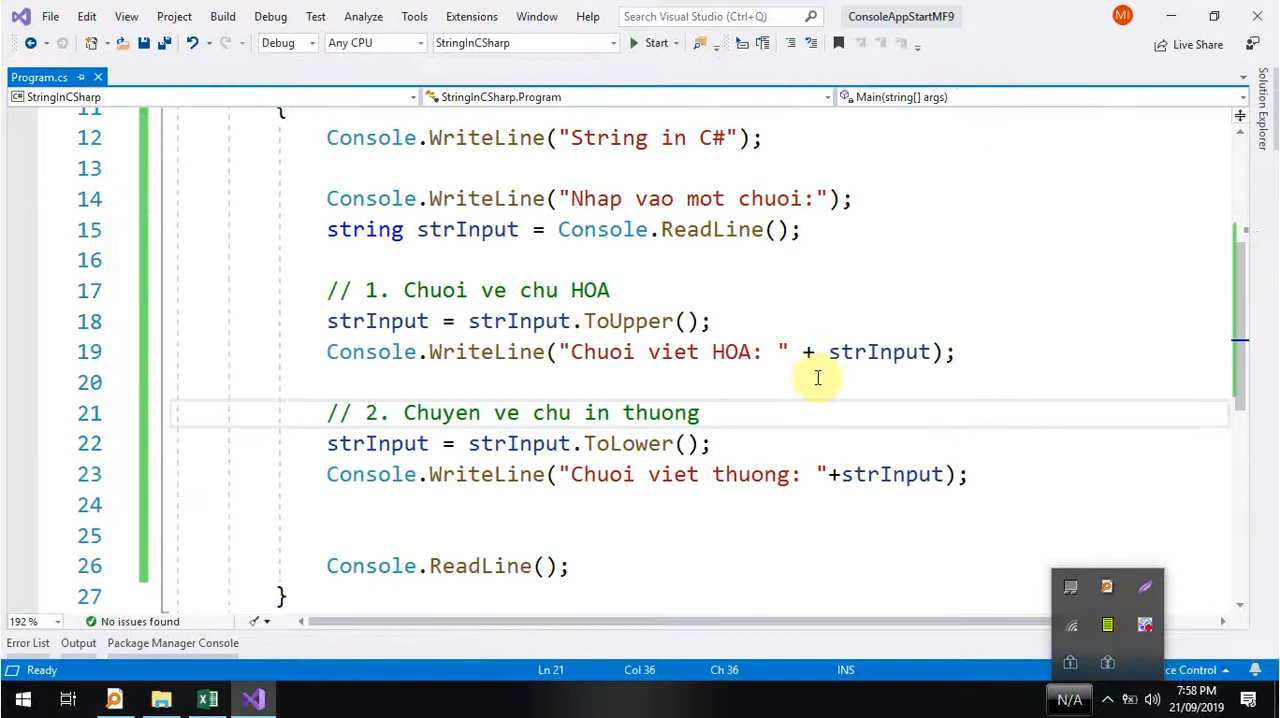 File Edit View Project Build Debug Test Analyze Tools Extensions Window Help Search Visual Studio (Ctrl+Q) ConsoleAppStartMF9 MI
Debug Any CPU StringInCSharp Start Live Share
Program.cs
StringInCSharp StringInCSharp.Program Main(string[] args)
Solution Explorer
11 {
12 Console.WriteLine("String in C#");
13
14 Console.WriteLine("Nhap vao mot chuoi:");
15 string strInput = Console.ReadLine();
16
17 // 1. Chuoi ve chu HOA
18 strInput = strInput.ToUpper();
19 Console.WriteLine("Chuoi viet HOA: " + strInput);
20
21 // 2. Chuyen ve chu in thuong
22 strInput = strInput.ToLower();
23 Console.WriteLine("Chuoi viet thuong: "+strInput);
24
25
26 Console.ReadLine();
27 }
192 % No issues found
Error List Output Package Manager Console
Ready Ln 21 Col 36 Ch 36 INS ce Control
N/A 7:58 PM
21/09/2019